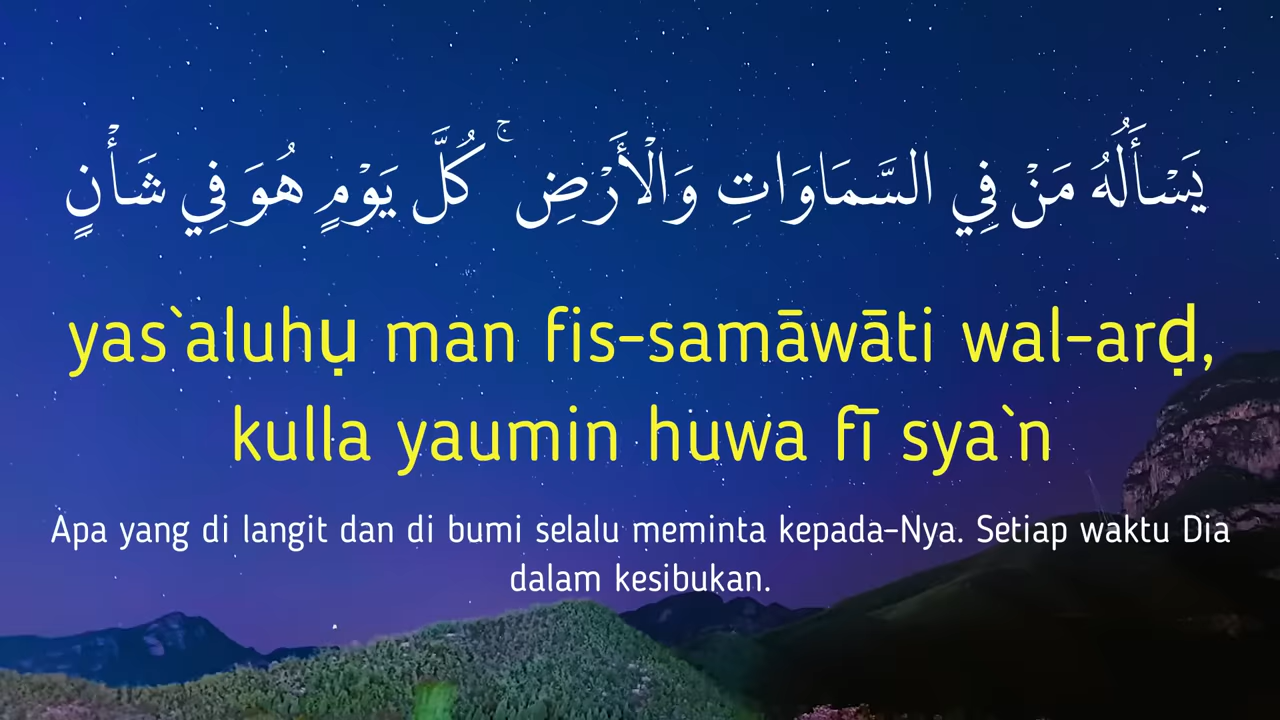 يَسْأَلُهُ مَنْ فِي السَّمَاوَاتِ وَالْأَرْضِ ۚ كُلَّ يَوْمٍ هُوَ فِي شَأْنٍ
yas`aluhụ man fis-samāwāti wal-arḍ,
kulla yaumin huwa fī sya`n
Apa yang di langit dan di bumi selalu meminta kepada-Nya. Setiap waktu Dia
dalam kesibukan.